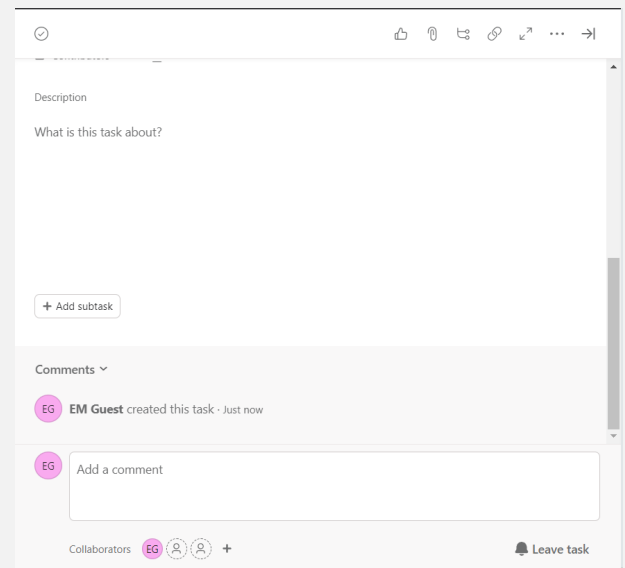 Description
What is this task about?
+ Add subtask
Comments
EG EM Guest created this task · Just now
EG Add a comment
Collaborators EG + Leave task